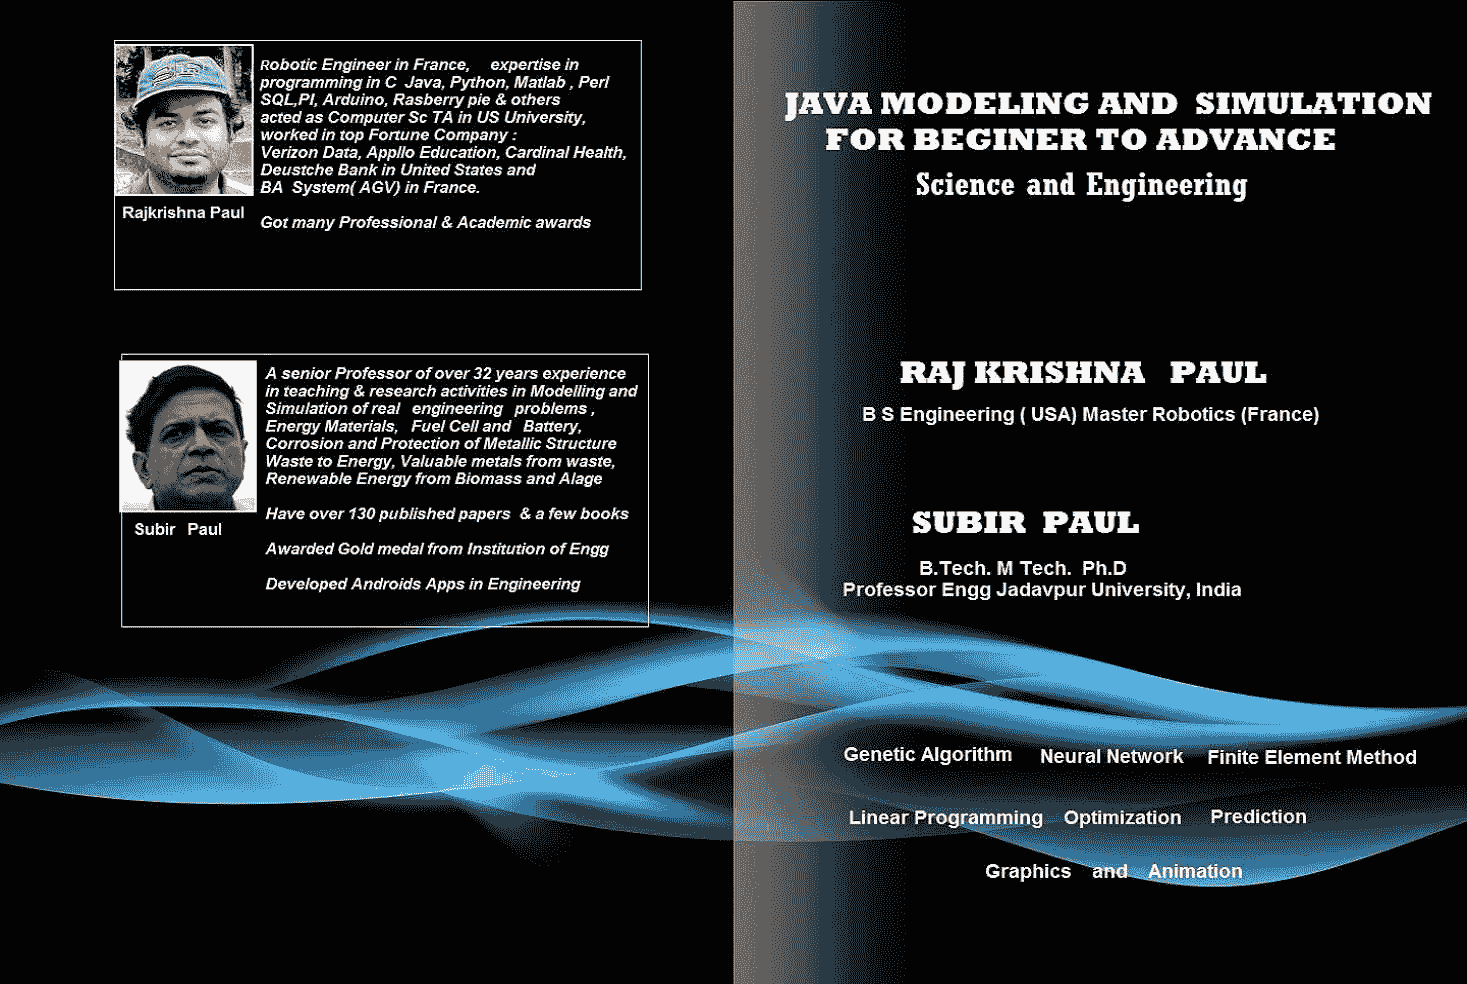 Robotic Engineer in France, expertise in
programming in C Java, Python, Matlab , Perl
SQL,PI, Arduino, Rasberry pie & others
acted as Computer Sc TA in US University,
worked in top Fortune Company :
Verizon Data, Appllo Education, Cardinal Health,
Deustche Bank in United States and
BA System( AGV) in France.
Got many Professional & Academic awards
Rajkrishna Paul
A senior Professor of over 32 years experience
in teaching & research activities in Modelling and
Simulation of real engineering problems ,
Energy Materials, Fuel Cell and Battery,
Corrosion and Protection of Metallic Structure
Waste to Energy, Valuable metals from waste,
Renewable Energy from Biomass and Alage
Have over 130 published papers & a few books
Awarded Gold medal from Institution of Engg
Developed Androids Apps in Engineering
Subir Paul
JAVA MODELING AND SIMULATION
FOR BEGINER TO ADVANCE
Science and Engineering
RAJ KRISHNA PAUL
B S Engineering ( USA) Master Robotics (France)
SUBIR PAUL
B.Tech. M Tech. Ph.D
Professor Engg Jadavpur University, India
Genetic Algorithm Neural Network Finite Element Method
Linear Programming Optimization Prediction
Graphics and Animation